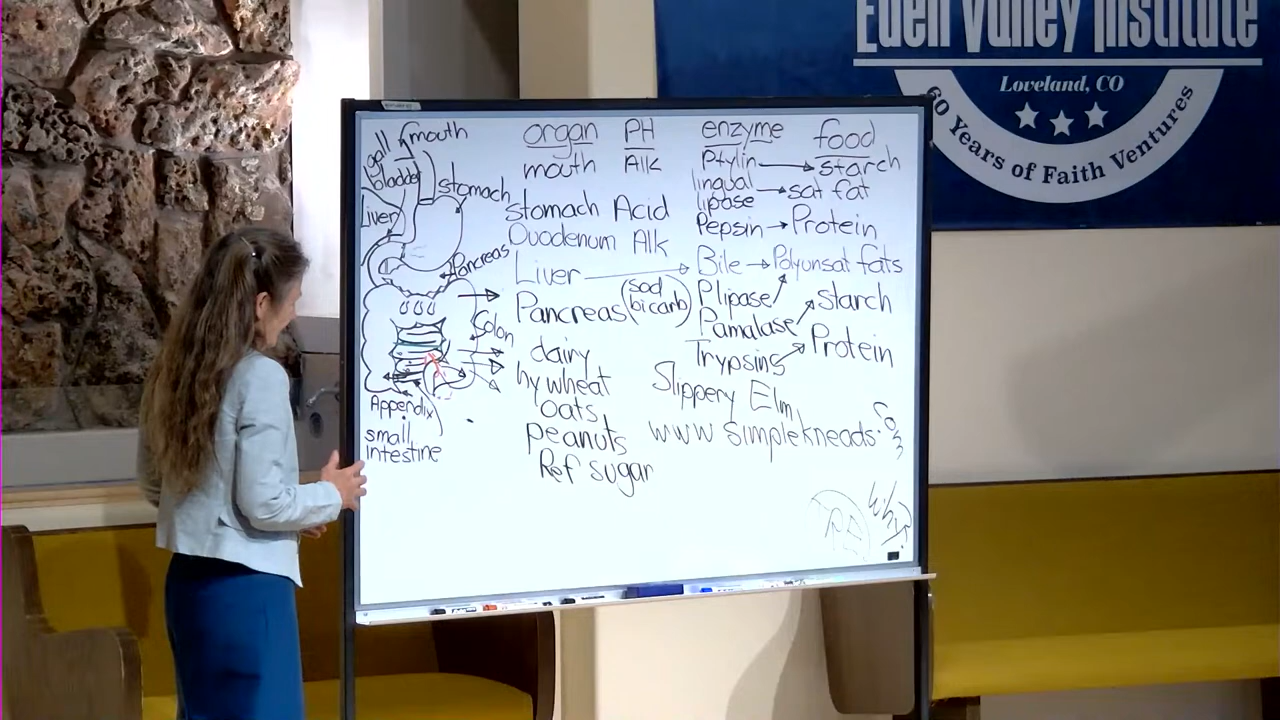 Eden Valley Institute
Loveland, CO
60 Years of Faith Ventures
mouth
gall
bladder
stomach
Liver
Pancreas
Colon
Appendix
small
intestine
organ PH enzyme food
mouth Alk Ptylin starch
lingual
lipase sat fat
stomach Acid Pepsin Protein
Duodenum Alk
Liver Bile Polyunsat fats
Pancreas (sod
bicarb) Plipase
Pamalase starch
Trypsing Protein
dairy
hy wheat Slippery Elm
oats
peanuts www simplekneads.com
Ref sugar
Why?